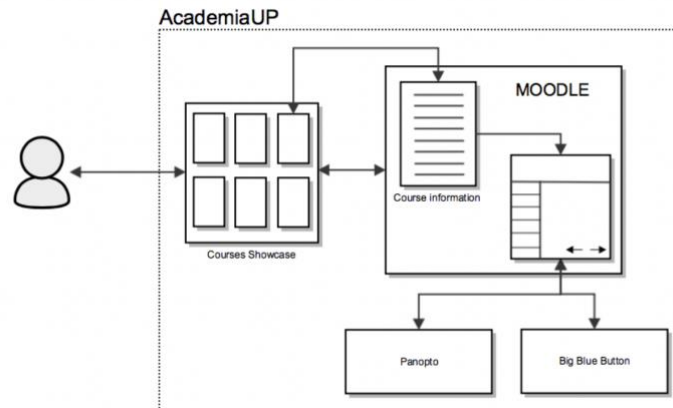 AcademiaUP
MOODLE
Course information
Courses Showcase
Panopto
Big Blue Button